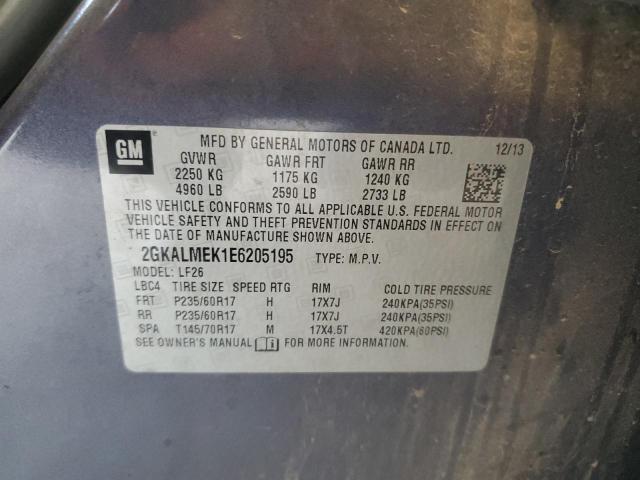 GM ®
MFD BY GENERAL MOTORS OF CANADA LTD. 12/13
GVWR GAWR FRT GAWR RR
2250 KG 1175 KG 1240 KG
4960 LB 2590 LB 2733 LB
THIS VEHICLE CONFORMS TO ALL APPLICABLE U.S. FEDERAL MOTOR
VEHICLE SAFETY AND THEFT PREVENTION STANDARDS IN EFFECT ON
THE DATE OF MANUFACTURE SHOWN ABOVE.
2GKALMEK1E6205195 TYPE: M.P.V.
MODEL: LF26
LBC4 TIRE SIZE SPEED RTG RIM COLD TIRE PRESSURE
FRT P235/60R17 H 17X7J 240KPA(35PSI)
RR P235/60R17 H 17X7J 240KPA(35PSI)
SPA T145/70R17 M 17X4.5T 420KPA(60PSI)
SEE OWNER'S MANUAL FOR MORE INFORMATION.